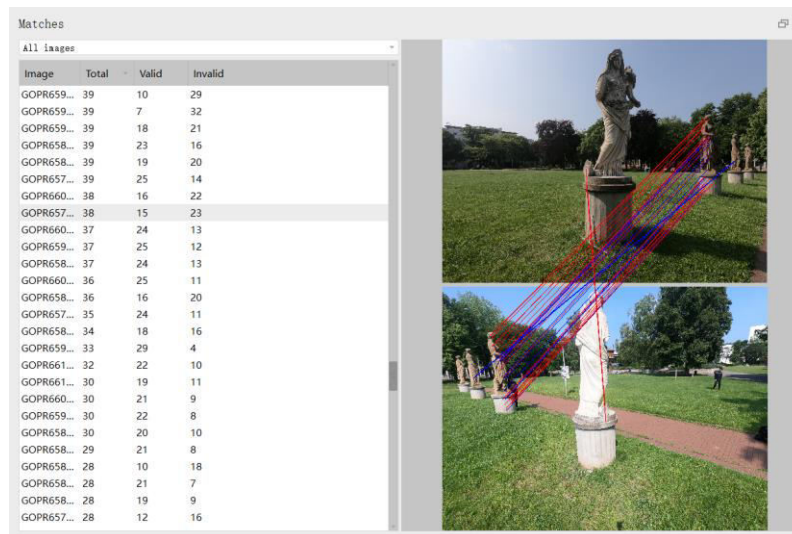 Matches
All images
Image Total Valid Invalid
GOPR659... 39 10 29
GOPR659... 39 7 32
GOPR659... 39 18 21
GOPR658... 39 23 16
GOPR658... 39 19 20
GOPR657... 39 25 14
GOPR660... 38 16 22
GOPR657... 38 15 23
GOPR660... 37 24 13
GOPR659... 37 25 12
GOPR658... 37 24 13
GOPR660... 36 25 11
GOPR658... 36 16 20
GOPR657... 35 24 11
GOPR658... 34 18 16
GOPR659... 33 29 4
GOPR661... 32 22 10
GOPR661... 30 19 11
GOPR660... 30 21 9
GOPR659... 30 22 8
GOPR658... 30 20 10
GOPR658... 29 21 8
GOPR658... 28 10 18
GOPR658... 28 21 7
GOPR658... 28 19 9
GOPR657... 28 12 16